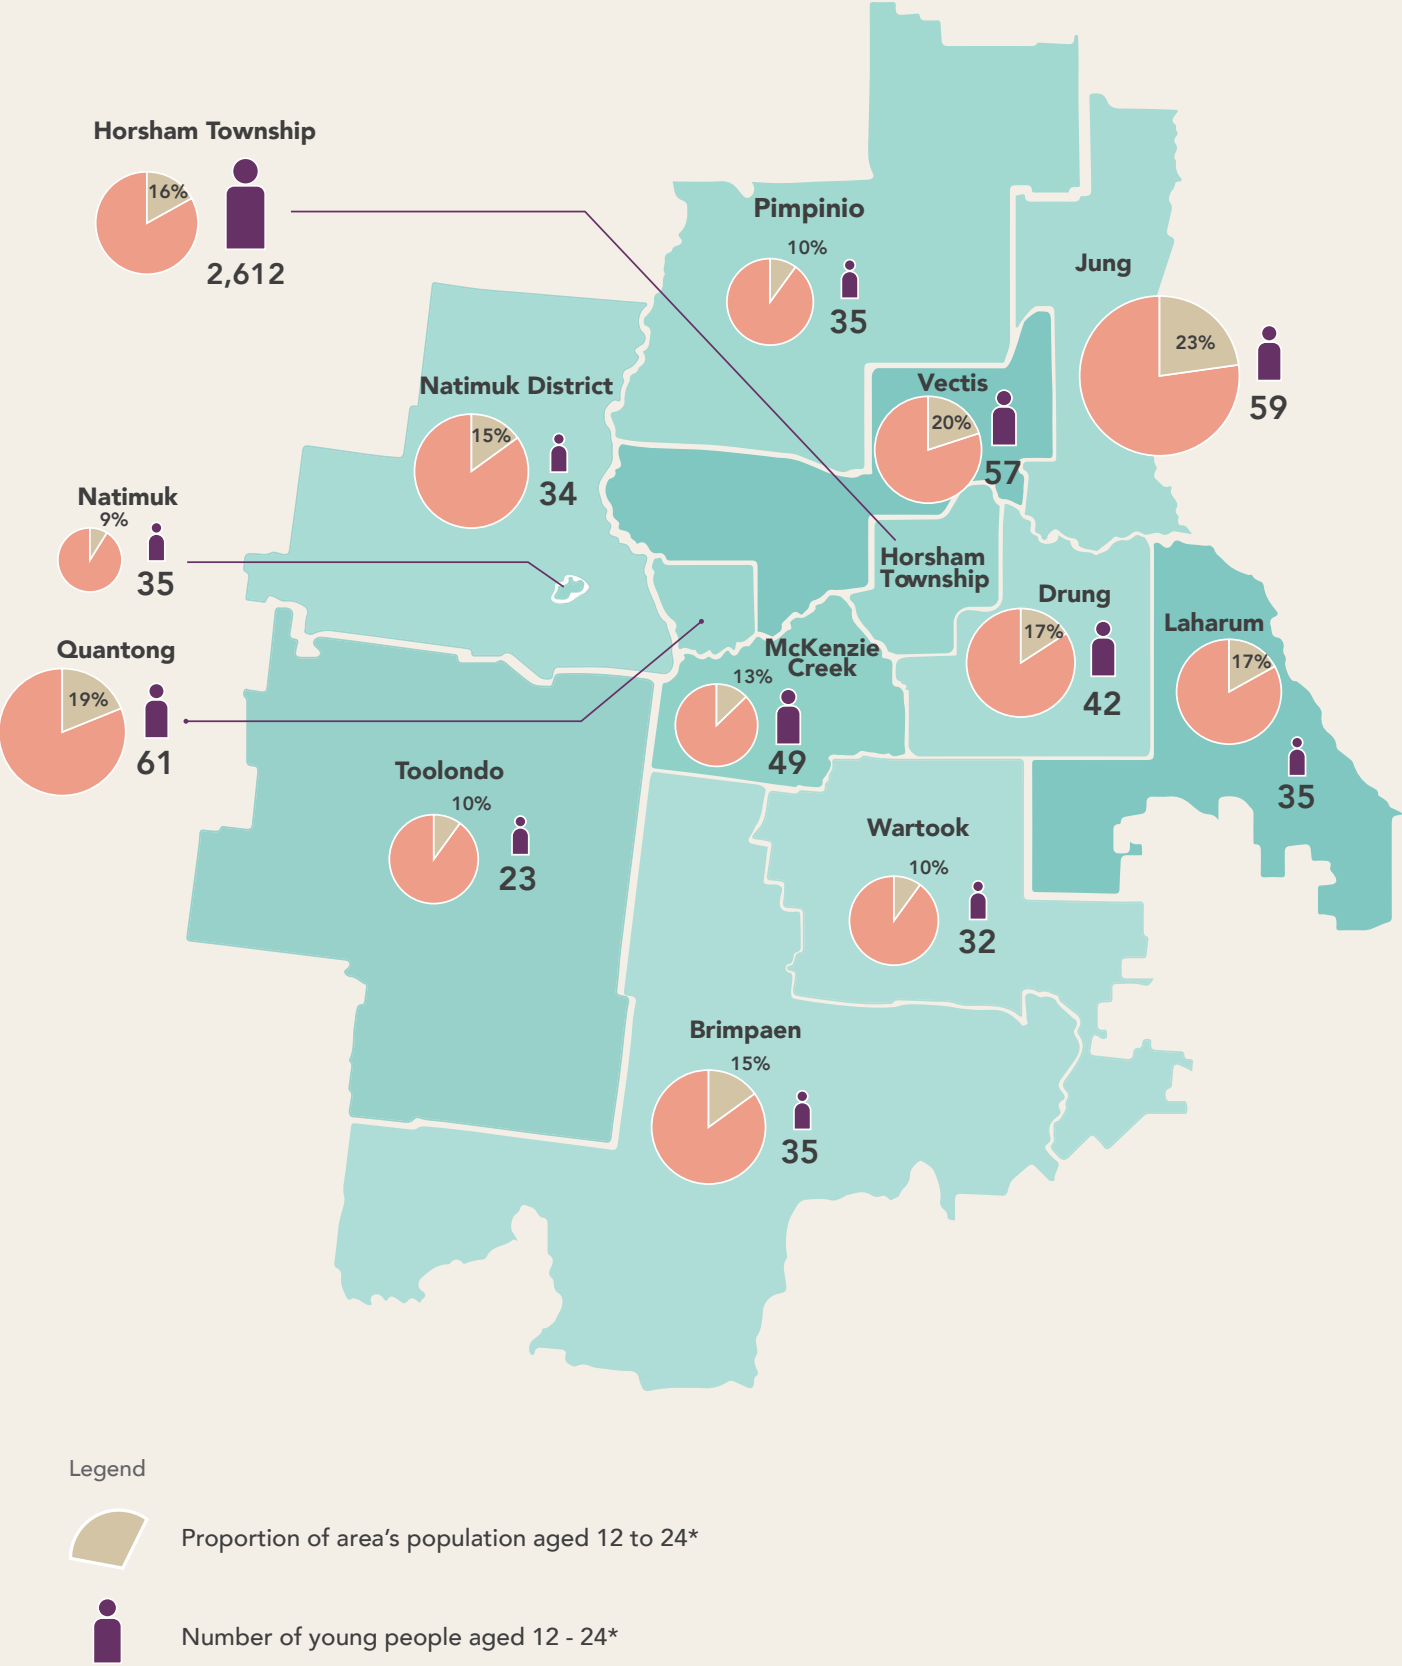 Horsham Township
16%
2,612
Pimpinio
10%
35
Jung
23%
59
Natimuk District
15%
34
Vectis
20%
57
Natimuk
9%
35
Horsham
Township
Drung
17%
42
Laharum
17%
35
Quantong
19%
61
McKenzie
Creek
13%
49
Toolondo
10%
23
Wartook
10%
32
Brimpaen
15%
35
Legend
Proportion of area's population aged 12 to 24*
Number of young people aged 12 - 24*